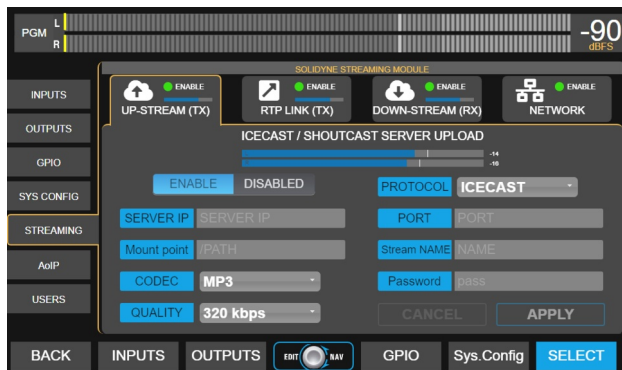 PGM L R -90 dBFS
SOLIDYNE STREAMING MODULE
ENABLE ENABLE ENABLE ENABLE
UP-STREAM (TX) RTP LINK (TX) DOWN-STREAM (RX) NETWORK
INPUTS
OUTPUTS
GPIO
SYS CONFIG
STREAMING
AoIP
USERS
ICECAST / SHOUTCAST SERVER UPLOAD
-14
-16
ENABLE DISABLED PROTOCOL ICECAST
SERVER IP SERVER IP PORT PORT
Mount point /PATH Stream NAME NAME
CODEC MP3 Password pass
QUALITY 320 kbps CANCEL APPLY
BACK INPUTS OUTPUTS EDIT NAV GPIO Sys.Config SELECT